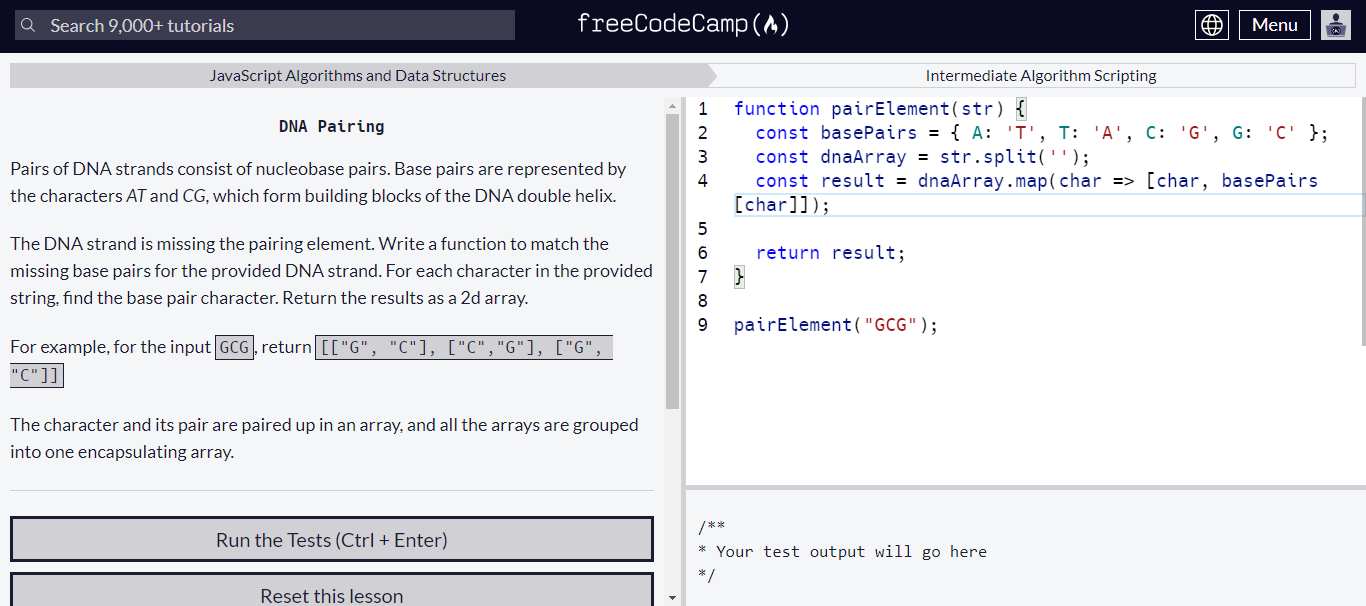 Search 9,000+ tutorials
freeCodeCamp
Menu
JavaScript Algorithms and Data Structures
Intermediate Algorithm Scripting
DNA Pairing
Pairs of DNA strands consist of nucleobase pairs. Base pairs are represented by
the characters AT and CG, which form building blocks of the DNA double helix.
The DNA strand is missing the pairing element. Write a function to match the
missing base pairs for the provided DNA strand. For each character in the provided
string, find the base pair character. Return the results as a 2d array.
For example, for the input GCG, return [["G", "C"], ["C","G"], ["G",
"C"]]
The character and its pair are paired up in an array, and all the arrays are grouped
into one encapsulating array.
Run the Tests (Ctrl + Enter)
Reset this lesson
1 function pairElement(str) {
2 const basePairs = { A: 'T', T: 'A', C: 'G', G: 'C' };
3 const dnaArray = str.split('');
4 const result = dnaArray.map(char => [char, basePairs
[char]]);
5
6 return result;
7 }
8
9 pairElement("GCG");
/**
* Your test output will go here
*/